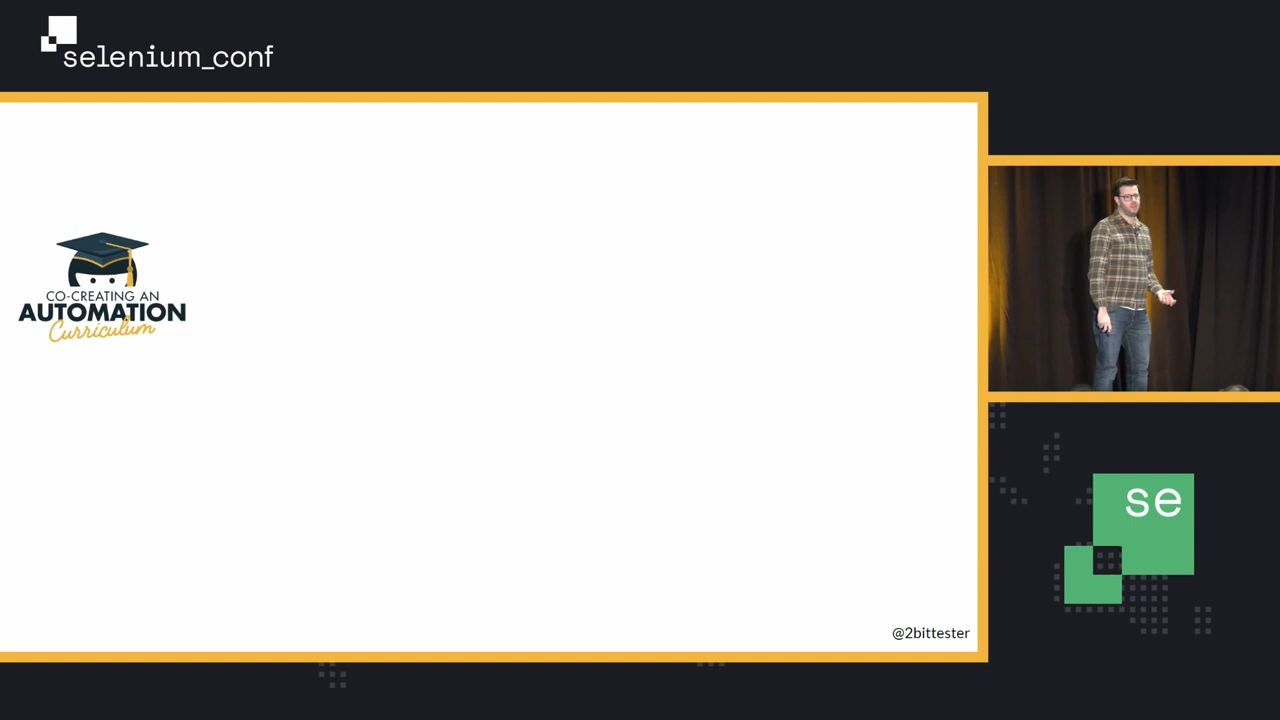 selenium_conf
CO-CREATING AN
AUTOMATION
Curriculum
@2bittester
se